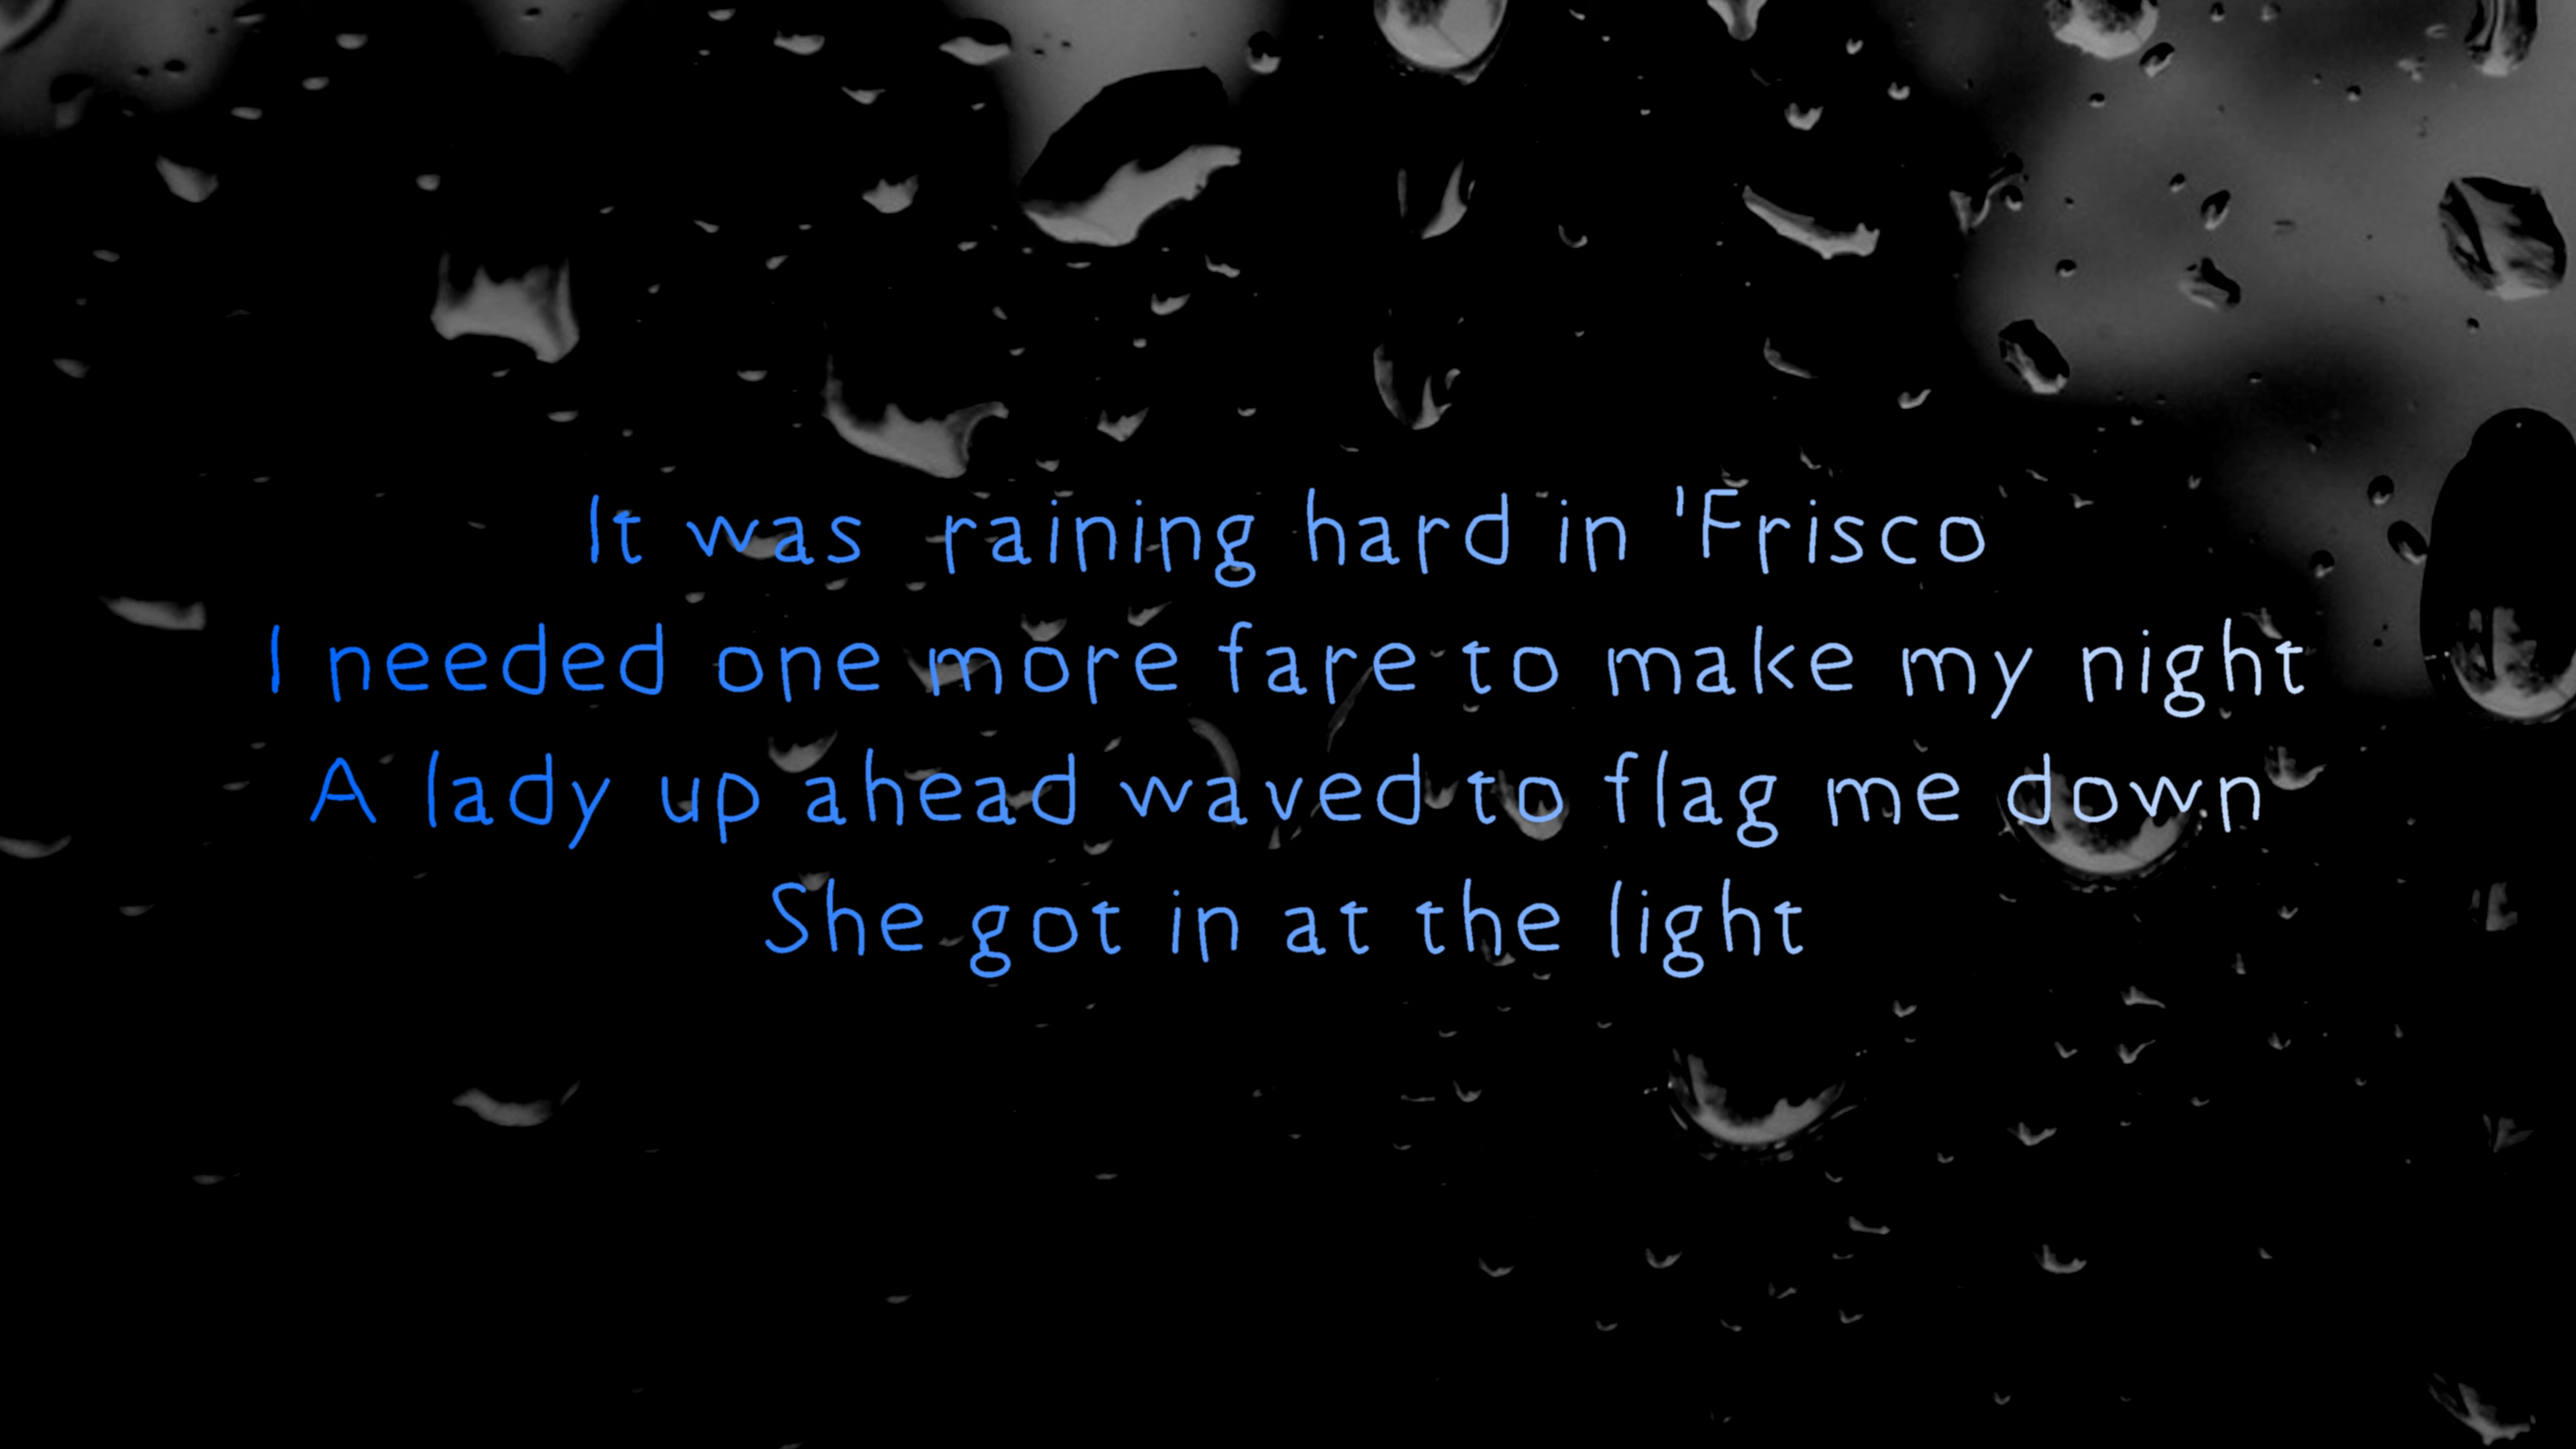 It was raining hard in 'Frisco
I needed one more fare to make my night
A lady up ahead waved to flag me down
She got in at the light